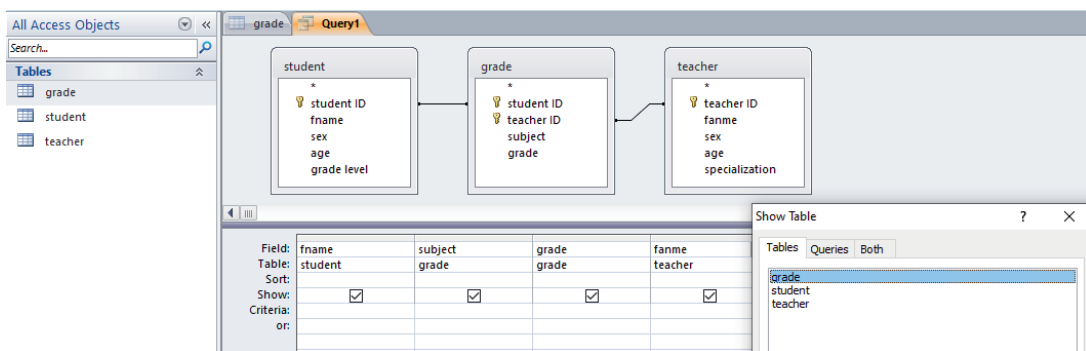 All Access Objects
Search...
Tables
grade
student
teacher
grade
Query1
student
*
student ID
fname
sex
age
grade level
grade
*
student ID
teacher ID
subject
grade
teacher
*
teacher ID
fanme
sex
age
specialization
Field: fname subject grade fanme
Table: student grade grade teacher
Sort:
Show:
Criteria:
or:
Show Table ? X
Tables Queries Both
grade
student
teacher